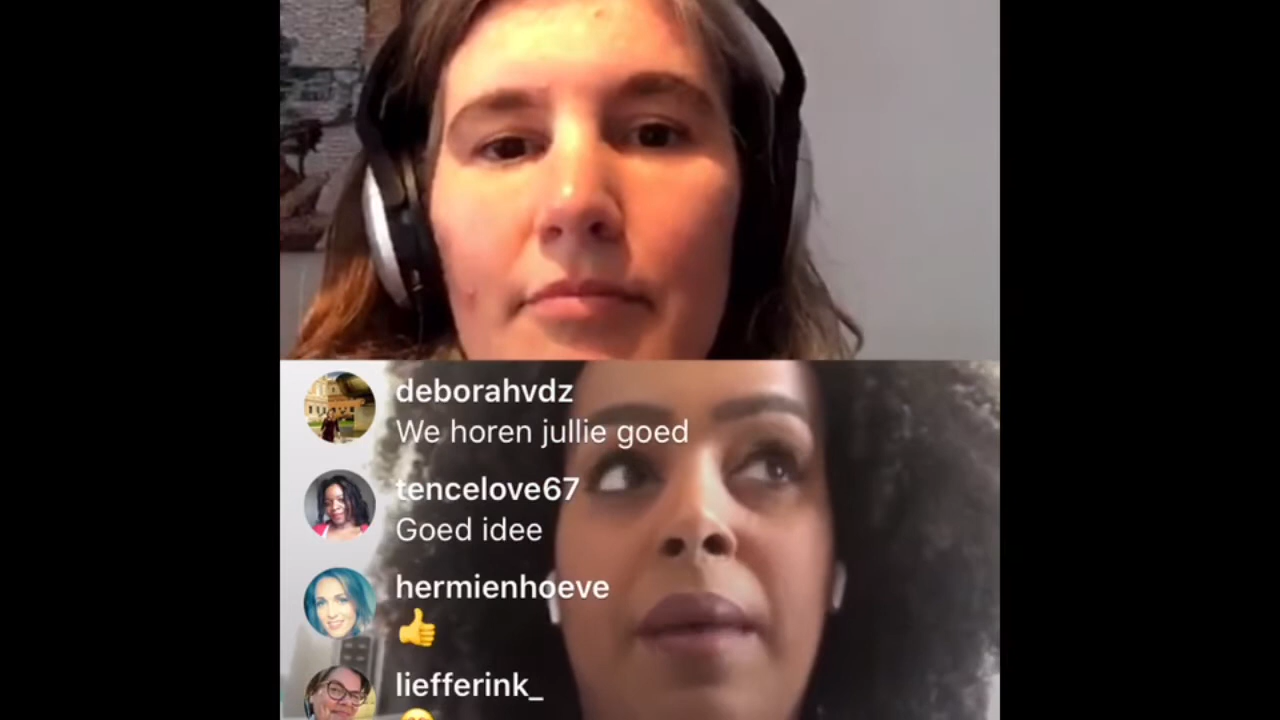 deborahvdz
We horen jullie goed
tencelove67
Goed idee
hermienhoeve
👍
liefferink_